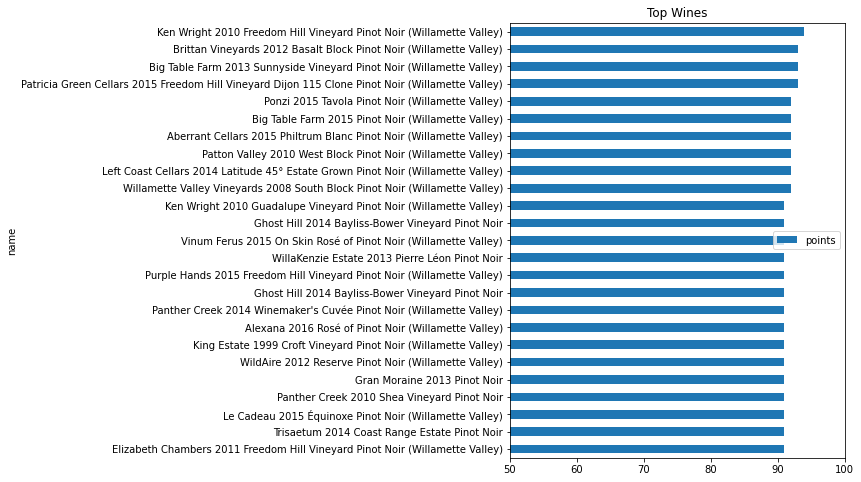 Top Wines
Ken Wright 2010 Freedom Hill Vineyard Pinot Noir (Willamette Valley)
Brittan Vineyards 2012 Basalt Block Pinot Noir (Willamette Valley)
Big Table Farm 2013 Sunnyside Vineyard Pinot Noir (Willamette Valley)
Patricia Green Cellars 2015 Freedom Hill Vineyard Dijon 115 Clone Pinot Noir (Willamette Valley)
Ponzi 2015 Tavola Pinot Noir (Willamette Valley)
Big Table Farm 2015 Pinot Noir (Willamette Valley)
Aberrant Cellars 2015 Philtrum Blanc Pinot Noir (Willamette Valley)
Patton Valley 2010 West Block Pinot Noir (Willamette Valley)
Left Coast Cellars 2014 Latitude 45° Estate Grown Pinot Noir (Willamette Valley)
Willamette Valley Vineyards 2008 South Block Pinot Noir (Willamette Valley)
Ken Wright 2010 Guadalupe Vineyard Pinot Noir (Willamette Valley)
Ghost Hill 2014 Bayliss-Bower Vineyard Pinot Noir
Vinum Ferus 2015 On Skin Rosé of Pinot Noir (Willamette Valley)
WillaKenzie Estate 2013 Pierre Léon Pinot Noir
Purple Hands 2015 Freedom Hill Vineyard Pinot Noir (Willamette Valley)
Ghost Hill 2014 Bayliss-Bower Vineyard Pinot Noir
Panther Creek 2014 Winemaker's Cuvée Pinot Noir (Willamette Valley)
Alexana 2016 Rosé of Pinot Noir (Willamette Valley)
King Estate 1999 Croft Vineyard Pinot Noir (Willamette Valley)
WildAire 2012 Reserve Pinot Noir (Willamette Valley)
Gran Moraine 2013 Pinot Noir
Panther Creek 2010 Shea Vineyard Pinot Noir
Le Cadeau 2015 Équinoxe Pinot Noir (Willamette Valley)
Trisaetum 2014 Coast Range Estate Pinot Noir
Elizabeth Chambers 2011 Freedom Hill Vineyard Pinot Noir (Willamette Valley)
name
points
50 60 70 80 90 100